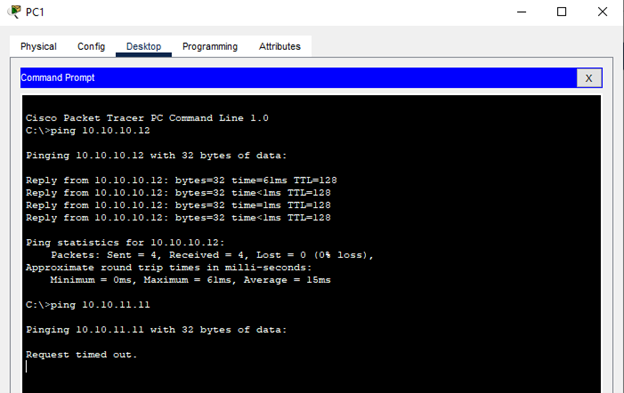 PC1
Physical Config Desktop Programming Attributes
Command Prompt X
Cisco Packet Tracer PC Command Line 1.0
C:\>ping 10.10.10.12
Pinging 10.10.10.12 with 32 bytes of data:
Reply from 10.10.10.12: bytes=32 time=61ms TTL=128
Reply from 10.10.10.12: bytes=32 time<1ms TTL=128
Reply from 10.10.10.12: bytes=32 time=1ms TTL=128
Reply from 10.10.10.12: bytes=32 time<1ms TTL=128
Ping statistics for 10.10.10.12:
Packets: Sent = 4, Received = 4, Lost = 0 (0% loss),
Approximate round trip times in milli-seconds:
Minimum = 0ms, Maximum = 61ms, Average = 15ms
C:\>ping 10.10.11.11
Pinging 10.10.11.11 with 32 bytes of data:
Request timed out.